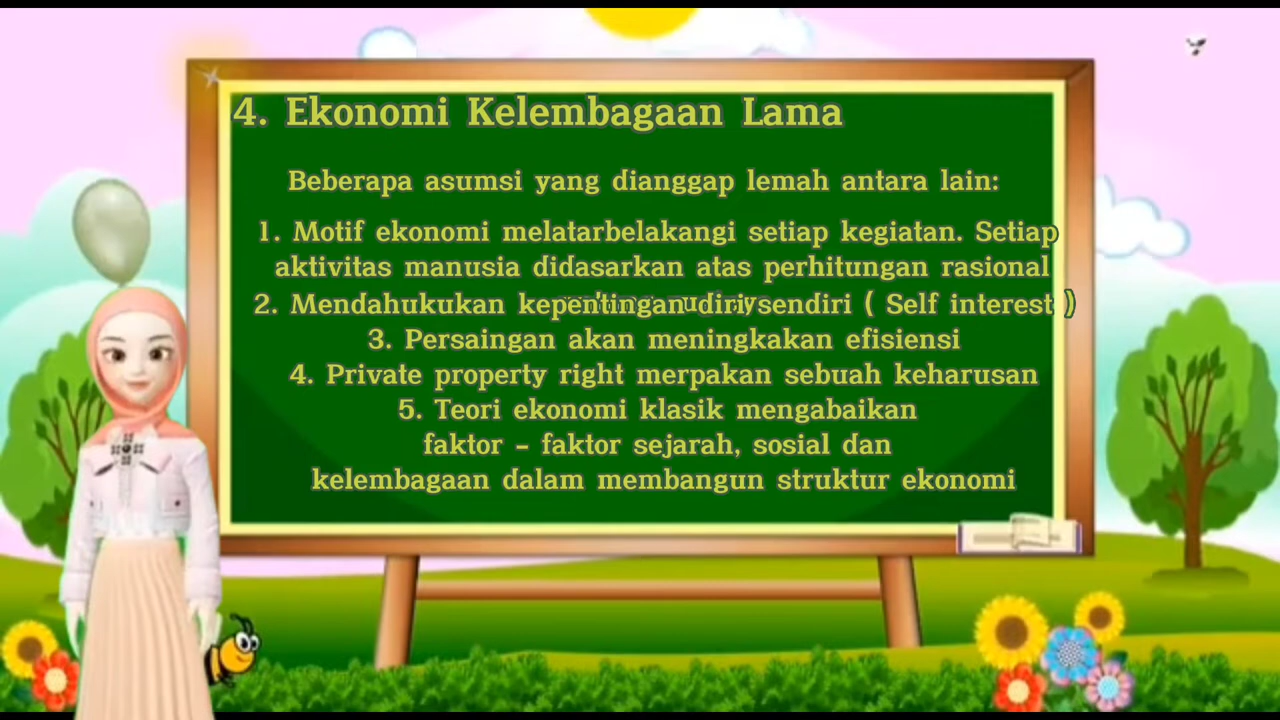 4. Ekonomi Kelembagaan Lama
Beberapa asumsi yang dianggap lemah antara lain:
1. Motif ekonomi melatarbelakangi setiap kegiatan. Setiap
aktivitas manusia didasarkan atas perhitungan rasional
2. Mendahukukan kepentingan diri sendiri ( Self interest )
3. Persaingan akan meningkakan efisiensi
4. Private property right merpakan sebuah keharusan
5. Teori ekonomi klasik mengabaikan
faktor – faktor sejarah, sosial dan
kelembagaan dalam membangun struktur ekonomi